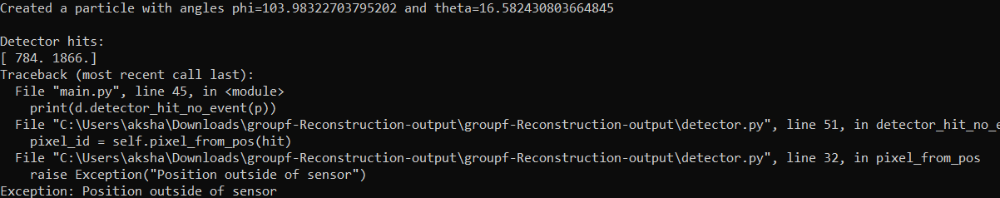 Created a particle with angles phi=103.98322703795202 and theta=16.582430803664845
Detector hits:
[ 784. 1866.]
Traceback (most recent call last):
File "main.py", line 45, in <module>
print(d.detector_hit_no_event(p))
File "C:\Users\aksha\Downloads\groupf-Reconstruction-output\groupf-Reconstruction-output\detector.py", line 51, in detector_hit_no_e
pixel_id = self.pixel_from_pos(hit)
File "C:\Users\aksha\Downloads\groupf-Reconstruction-output\groupf-Reconstruction-output\detector.py", line 32, in pixel_from_pos
raise Exception("Position outside of sensor")
Exception: Position outside of sensor